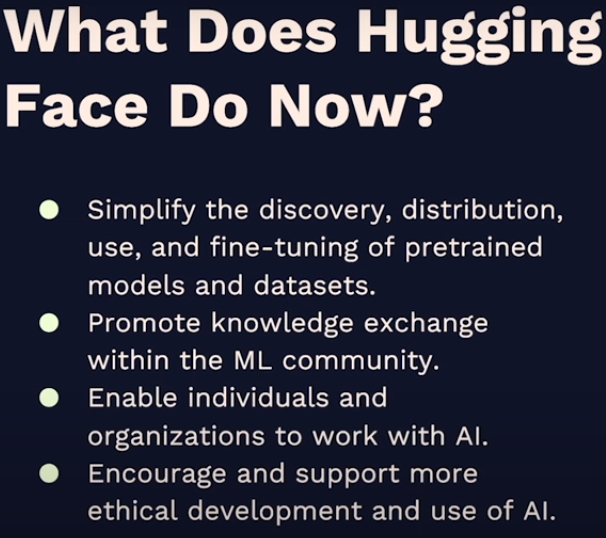 What Does Hugging
Face Do Now?
● Simplify the discovery, distribution,
use, and fine-tuning of pretrained
models and datasets.
● Promote knowledge exchange
within the ML community.
● Enable individuals and
organizations to work with AI.
● Encourage and support more
ethical development and use of AI.